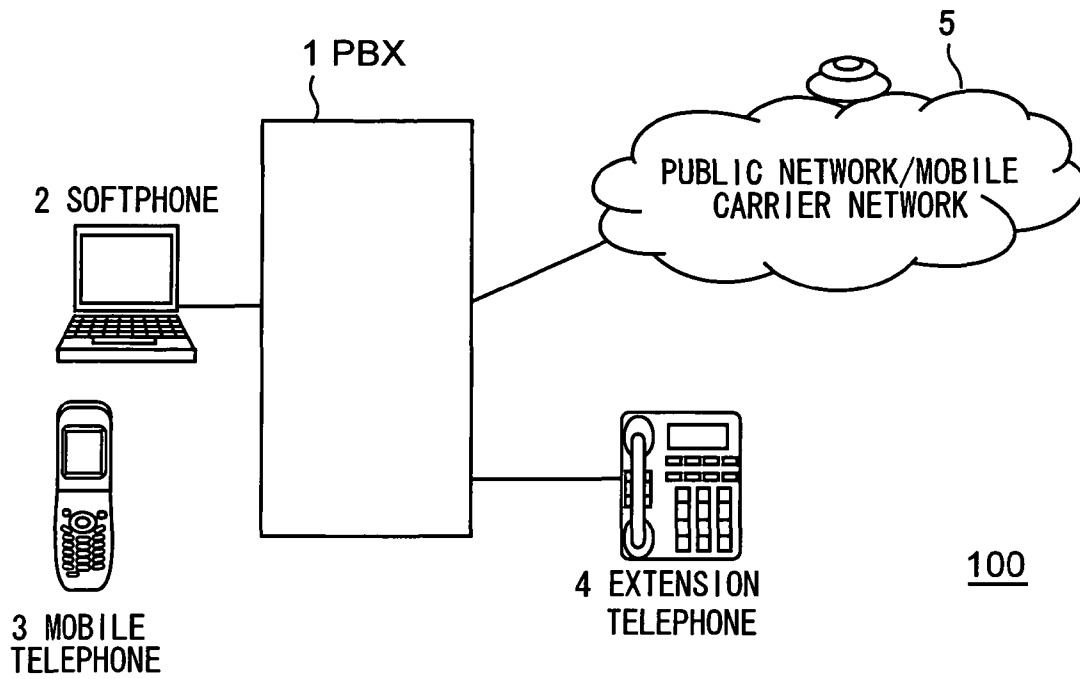 5
1 PBX
PUBLIC NETWORK/MOBILE
CARRIER NETWORK
2 SOFTPHONE
4 EXTENSION
TELEPHONE
100
3 MOBILE
TELEPHONE